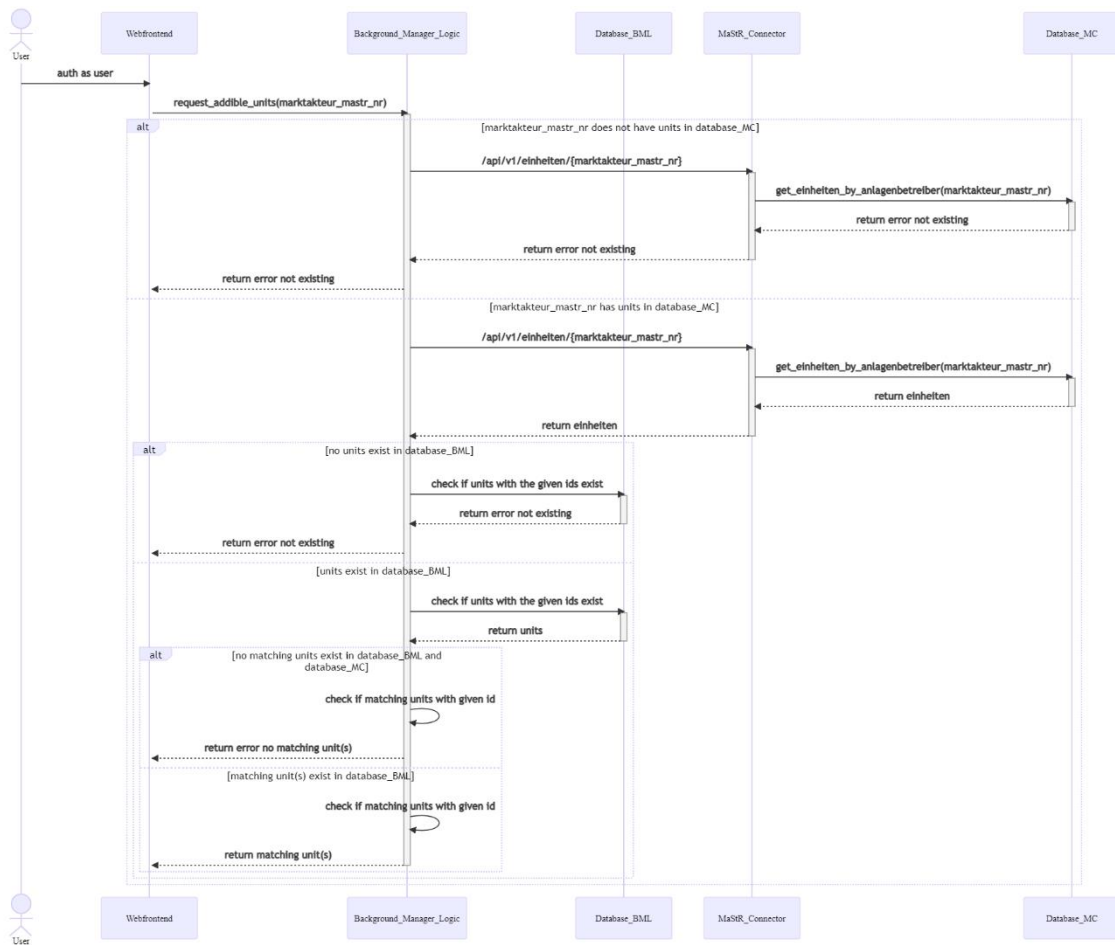 User
Webfrontend
Background_Manager_Logic
Database_BML
MaStR_Connector
Database_MC
auth as user
request_addible_units(marktakteur_mastr_nr)
alt
[marktakteur_mastr_nr does not have units in database_MC]
/api/v1/einheiten/{marktakteur_mastr_nr}
get_einheiten_by_anlagenbetreiber(marktakteur_mastr_nr)
return error not existing
return error not existing
return error not existing
[marktakteur_mastr_nr has units in database_MC]
/api/v1/einheiten/{marktakteur_mastr_nr}
get_einheiten_by_anlagenbetreiber(marktakteur_mastr_nr)
return einheiten
return einheiten
alt
[no units exist in database_BML]
check if units with the given ids exist
return error not existing
return error not existing
[units exist in database_BML]
check if units with the given ids exist
return units
alt
[no matching units exist in database_BML and
database_MC]
check if matching units with given id
return error no matching unit(s)
[matching unit(s) exist in database_BML]
check if matching units with given id
return matching unit(s)
User
Webfrontend
Background_Manager_Logic
Database_BML
MaStR_Connector
Database_MC